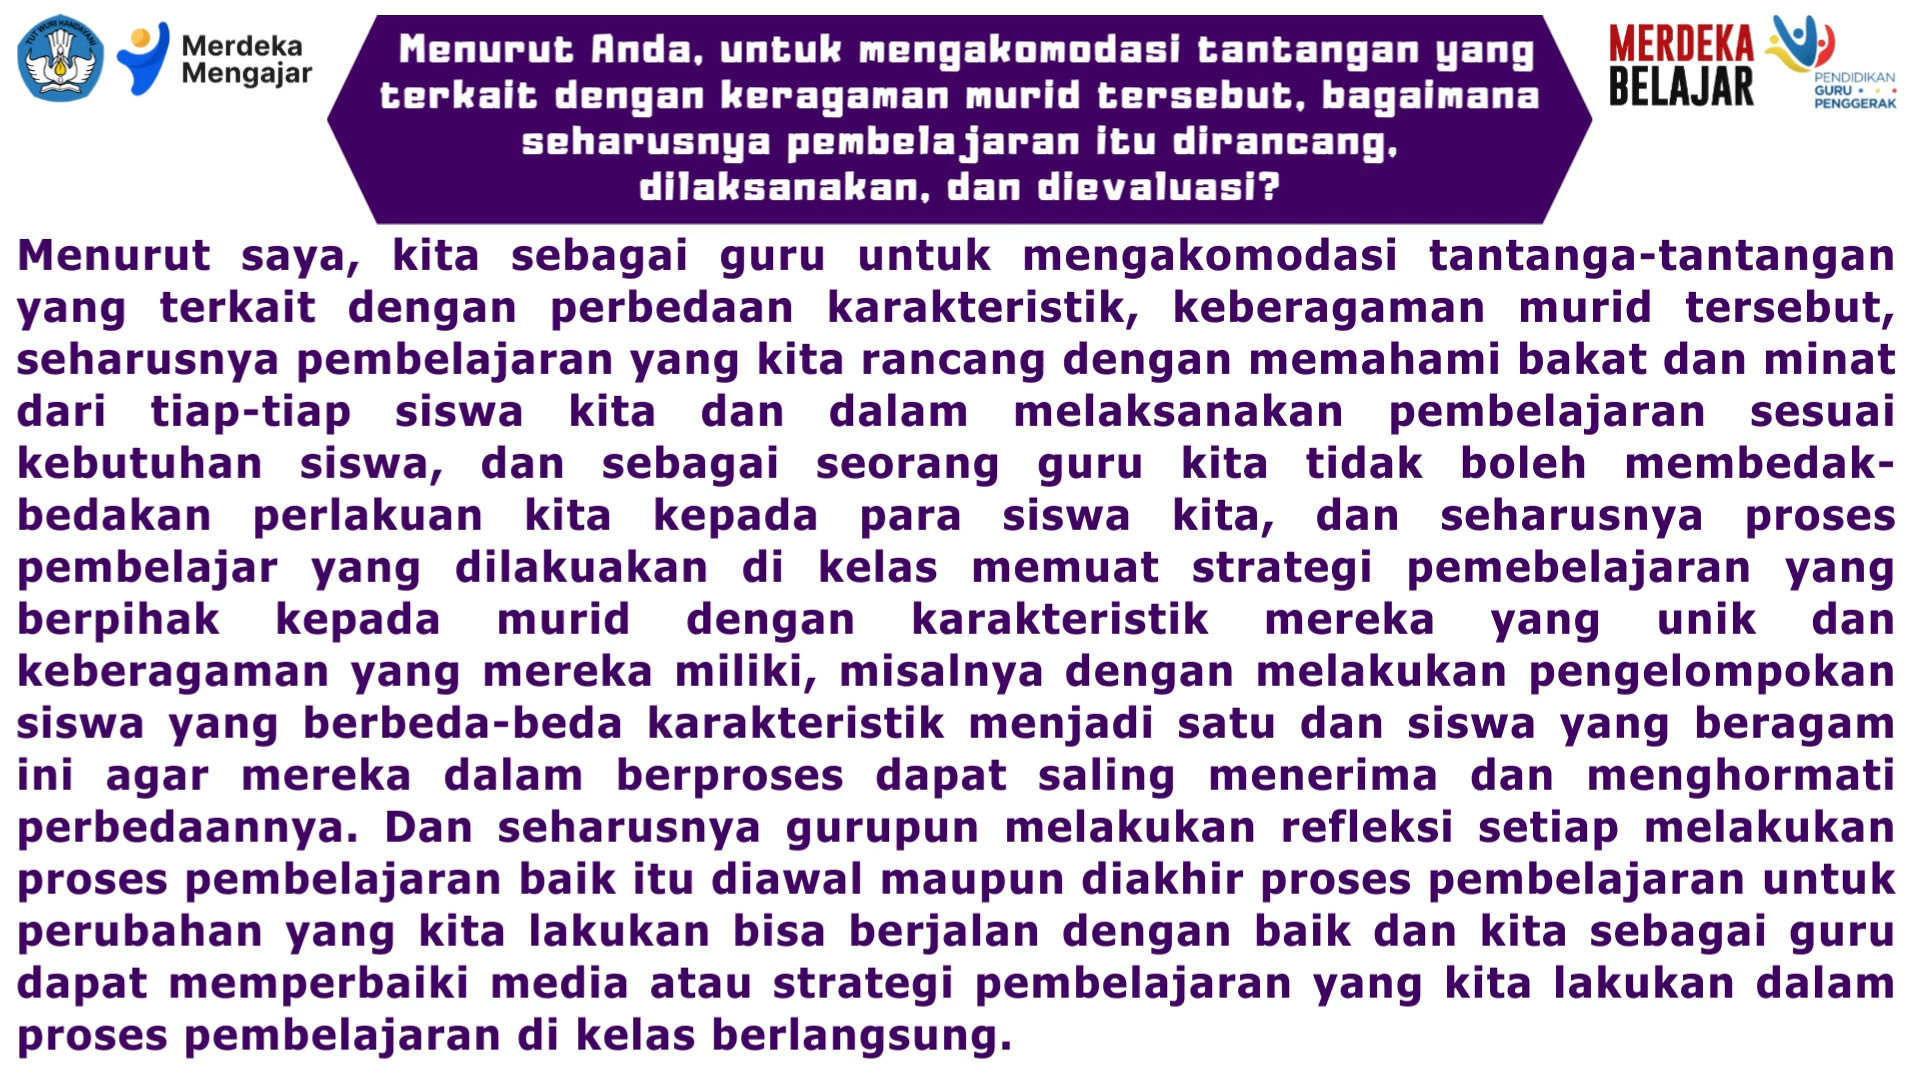 TUT WURI HANDAYANI
Merdeka
Mengajar
Menurut Anda, untuk mengakomodasi tantangan yang
terkait dengan keragaman murid tersebut, bagaimana
seharusnya pembelajaran itu dirancang,
dilaksanakan, dan dievaluasi?
MERDEKA
BELAJAR
PENDIDIKAN
GURU
PENGGERAK
Menurut saya, kita sebagai guru untuk mengakomodasi tantanga-tantangan
yang terkait dengan perbedaan karakteristik, keberagaman murid tersebut,
seharusnya pembelajaran yang kita rancang dengan memahami bakat dan minat
dari tiap-tiap siswa kita dan dalam melaksanakan pembelajaran sesuai
kebutuhan siswa, dan sebagai seorang guru kita tidak boleh membedak-
bedakan perlakuan kita kepada para siswa kita, dan seharusnya proses
pembelajar yang dilakuakan di kelas memuat strategi pemebelajaran yang
berpihak kepada murid dengan karakteristik mereka yang unik dan
keberagaman yang mereka miliki, misalnya dengan melakukan pengelompokan
siswa yang berbeda-beda karakteristik menjadi satu dan siswa yang beragam
ini agar mereka dalam berproses dapat saling menerima dan menghormati
perbedaannya. Dan seharusnya gurupun melakukan refleksi setiap melakukan
proses pembelajaran baik itu diawal maupun diakhir proses pembelajaran untuk
perubahan yang kita lakukan bisa berjalan dengan baik dan kita sebagai guru
dapat memperbaiki media atau strategi pembelajaran yang kita lakukan dalam
proses pembelajaran di kelas berlangsung.